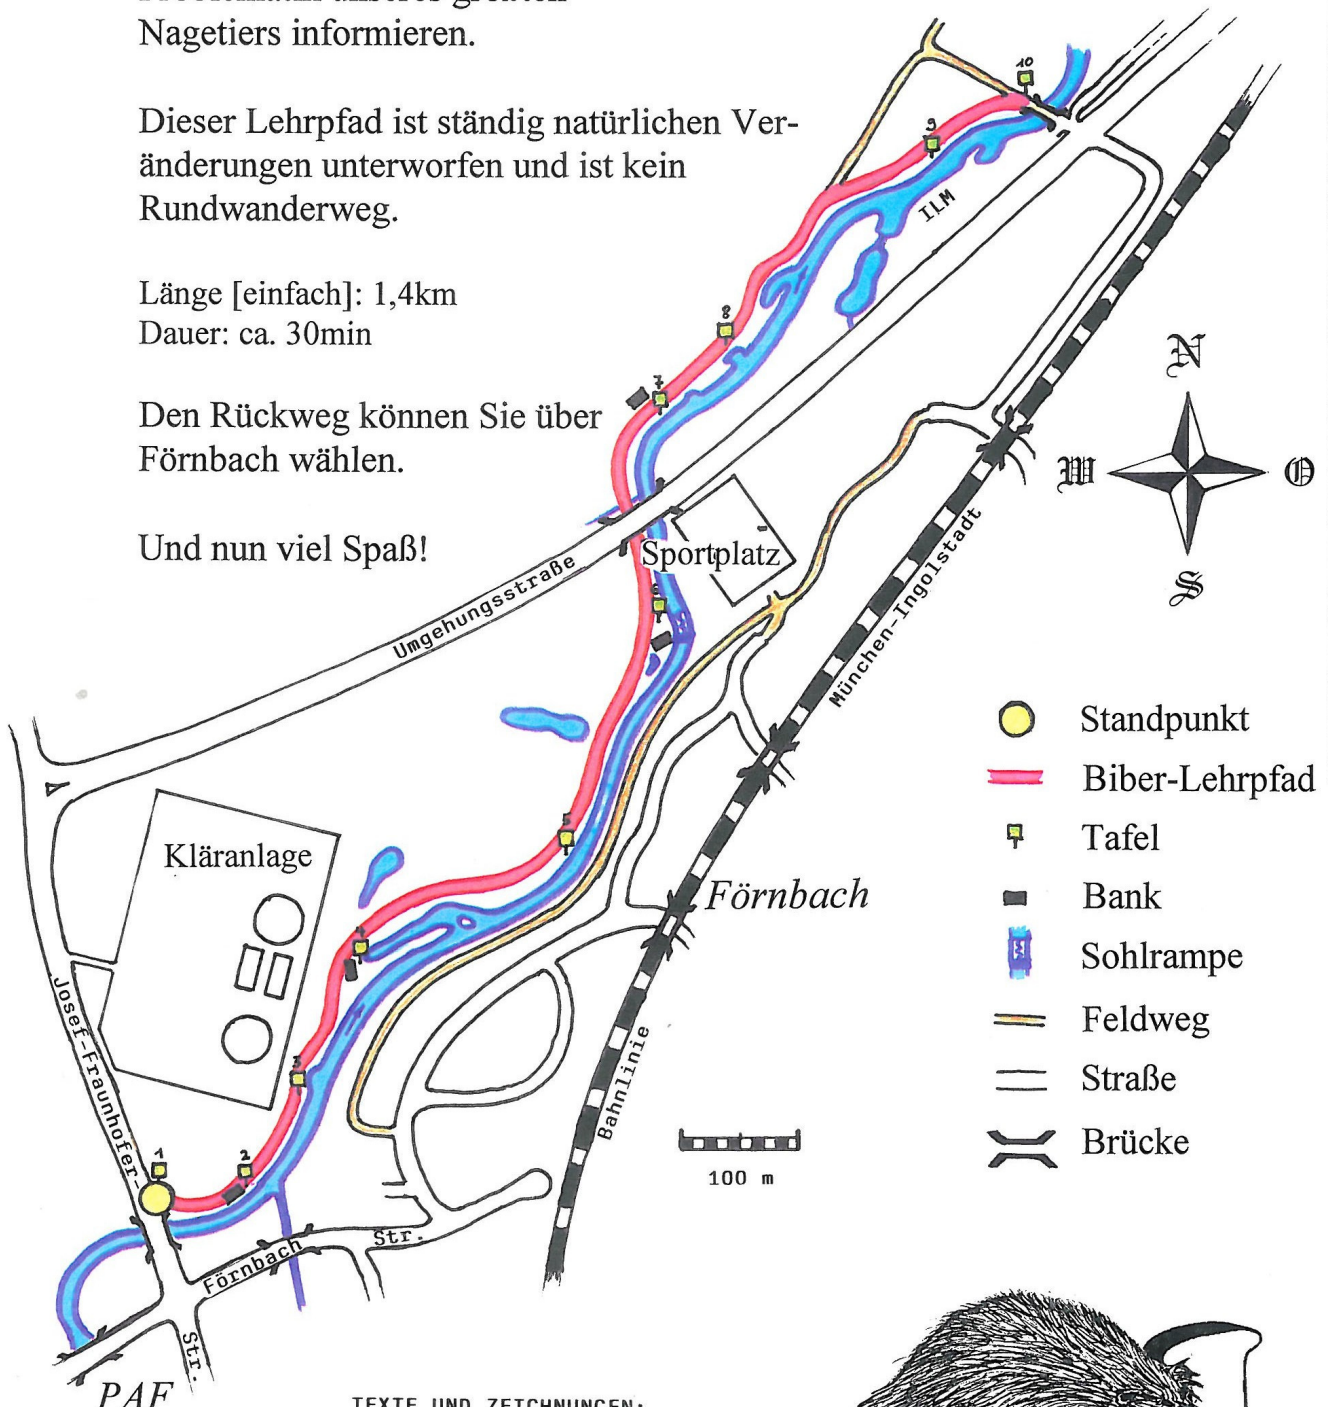 Nagetiers informieren.
Dieser Lehrpfad ist ständig natürlichen Ver-
änderungen unterworfen und ist kein
Rundwanderweg.
Länge [einfach]: 1,4km
Dauer: ca. 30min
Den Rückweg können Sie über
Förnbach wählen.
Und nun viel Spaß!
10
9
ILM
8
7
N
W
O
S
Sportplatz
Umgehungsstraße
6
München-Ingolstadt
Standpunkt
Biber-Lehrpfad
Tafel
Bank
Sohlrampe
Feldweg
Straße
Brücke
5
Kläranlage
Förnbach
4
Josef-Fraunhofer-
3
Bahnlinie
100 m
1
2
Förnbach
Str.
Str.
PAF
TEXTE UND ZEICHNUNGEN: